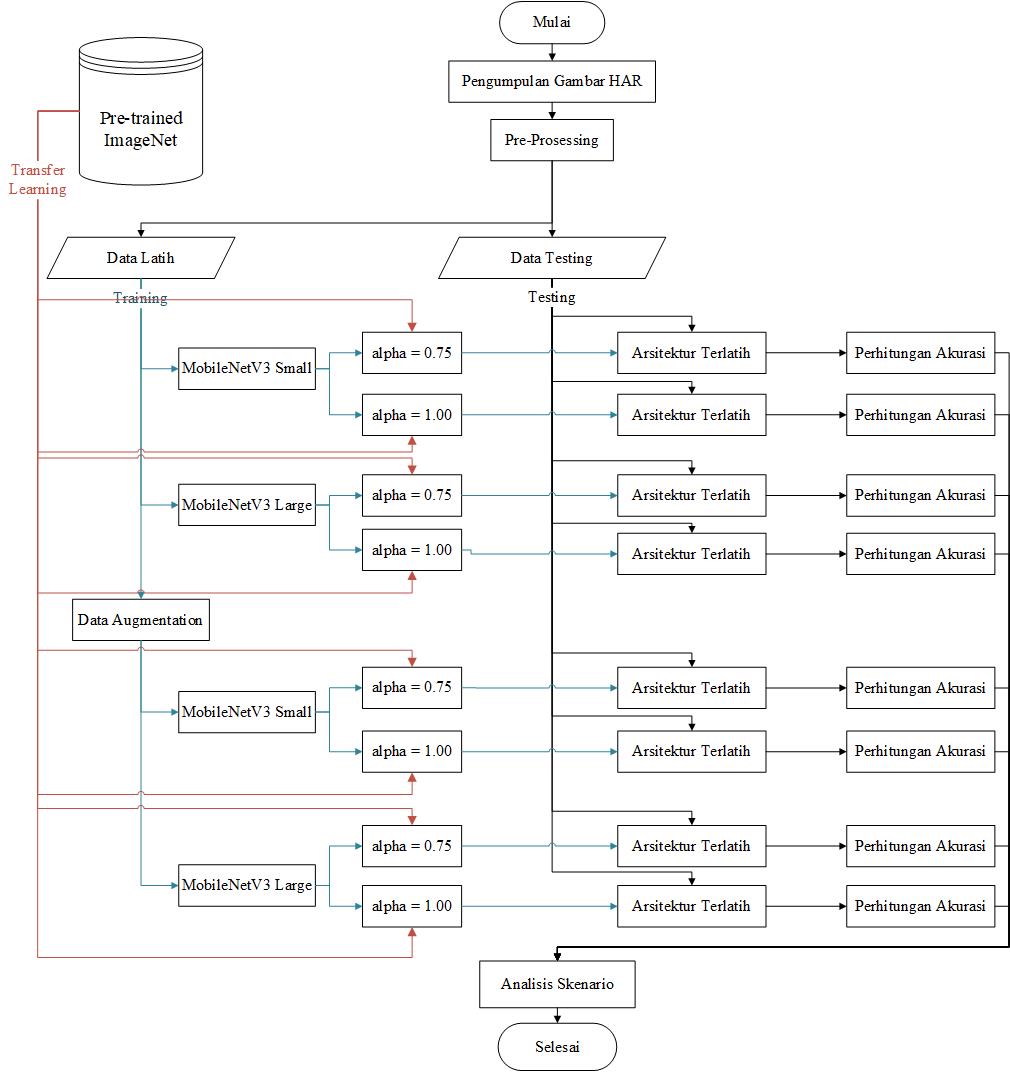 Mulai
Pengumpulan Gambar HAR
Pre-trained
ImageNet
Pre-Prosessing
Transfer
Learning
Data Latih
Data Testing
Training
Testing
MobileNetV3 Small
alpha = 0.75
Arsitektur Terlatih
Perhitungan Akurasi
alpha = 1.00
Arsitektur Terlatih
Perhitungan Akurasi
MobileNetV3 Large
alpha = 0.75
Arsitektur Terlatih
Perhitungan Akurasi
alpha = 1.00
Arsitektur Terlatih
Perhitungan Akurasi
Data Augmentation
MobileNetV3 Small
alpha = 0.75
Arsitektur Terlatih
Perhitungan Akurasi
alpha = 1.00
Arsitektur Terlatih
Perhitungan Akurasi
MobileNetV3 Large
alpha = 0.75
Arsitektur Terlatih
Perhitungan Akurasi
alpha = 1.00
Arsitektur Terlatih
Perhitungan Akurasi
Analisis Skenario
Selesai